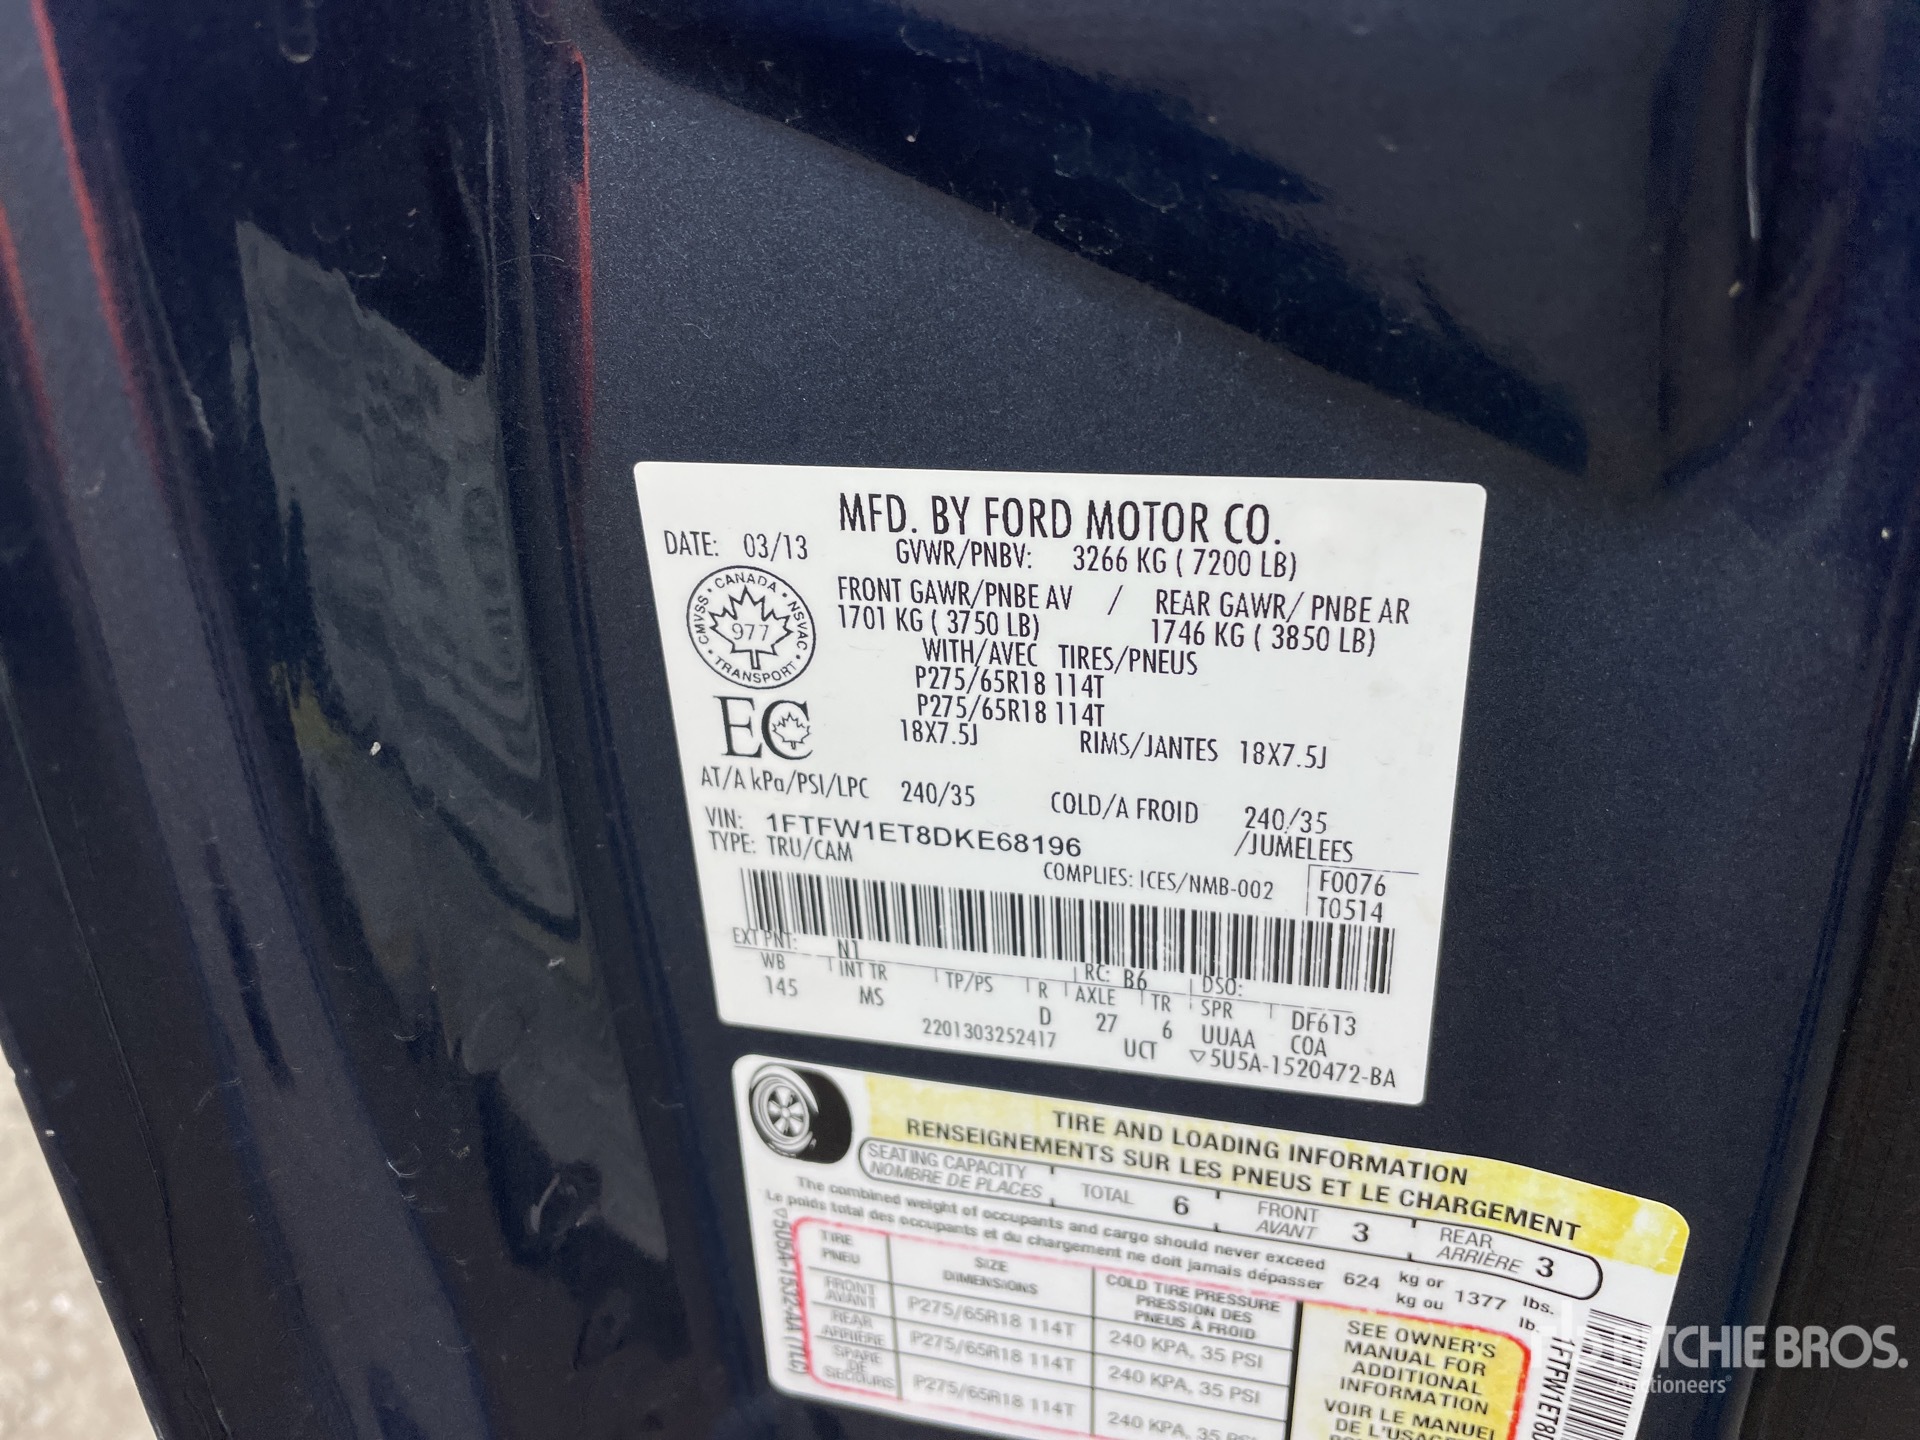 MFD. BY FORD MOTOR CO.
DATE: 03/13
GVWR/PNBV: 3266 KG ( 7200 LB)
FRONT GAWR/PNBE AV / REAR GAWR/ PNBE AR
1701 KG ( 3750 LB) 1746 KG ( 3850 LB)
WITH/AVEC TIRES/PNEUS
P275/65R18 114T
P275/65R18 114T
18X7.5J RIMS/JANTES 18X7.5J
CANADA
CMVSS • 977 • NSVAC
TRANSPORT
EC
AT/A kPa/PSI/LPC 240/35 COLD/A FROID 240/35
VIN: 1FTFW1ET8DKE68196 /JUMELEES
TYPE: TRU/CAM
COMPLIES: ICES/NMB-002 F0076
T0514
EXT PNT: N1 RC: B6 DSO:
WB INT TR TP/PS R AXLE TR SPR DF613
145 MS D 27 6 UUAA COA
2201303252417 UCT ▽5U5A-1520472-BA
TIRE AND LOADING INFORMATION
RENSEIGNEMENTS SUR LES PNEUS ET LE CHARGEMENT
SEATING CAPACITY
NOMBRE DE PLACES
TOTAL 6 FRONT
AVANT 3 REAR
ARRIÈRE 3
The combined weight of occupants and cargo should never exceed 624 kg or 1377 lbs.
Le poids total des occupants et du chargement ne doit jamais dépasser kg ou lb.
TIRE
PNEU
SIZE
DIMENSIONS
COLD TIRE PRESSURE
PRESSION DES
PNEUS À FROID
FRONT
AVANT
P275/65R18 114T 240 KPA, 35 PSI
REAR
ARRIÈRE
P275/65R18 114T 240 KPA, 35 PSI
SPARE
DE
SECOURS
P275/65R18 114T 240 KPA, 35 PSI
SEE OWNER'S
MANUAL FOR
ADDITIONAL
INFORMATION
VOIR LE MANUEL
DE L'USAGE
1FTFW1ET8D
RITCHIE BROS.
Auctioneers